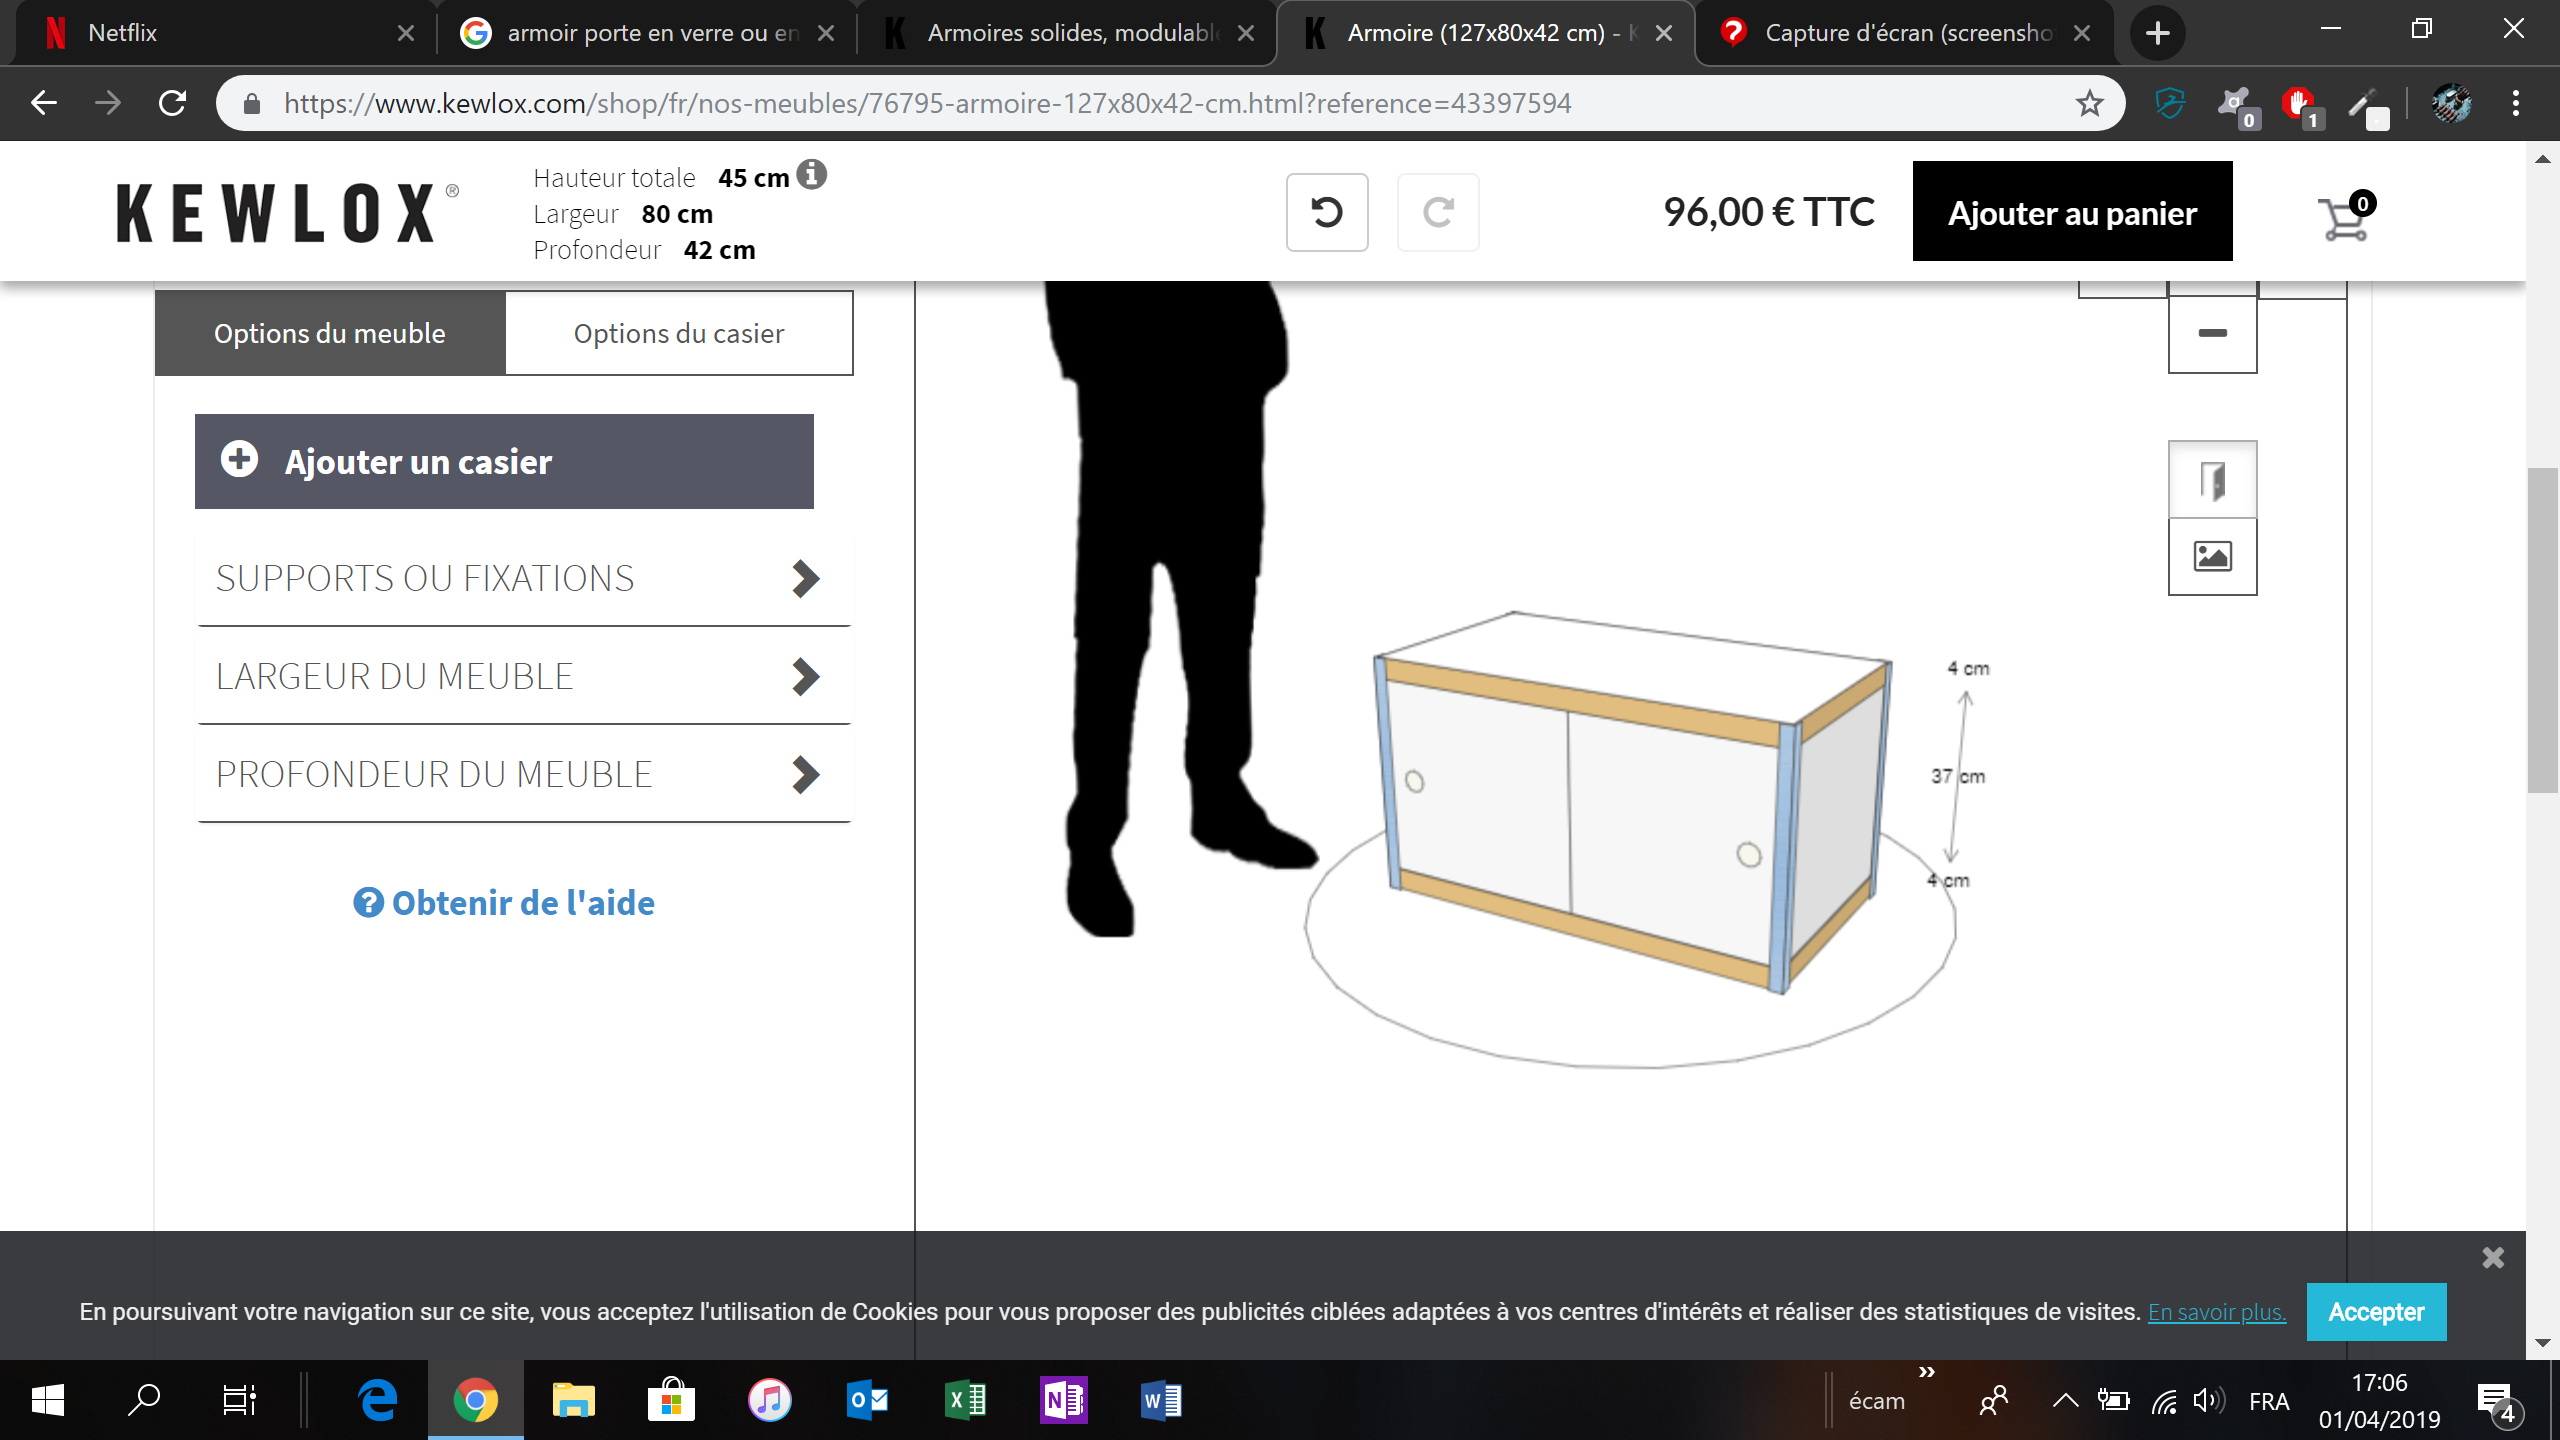 Netflix
armoir porte en verre ou en
Armoires solides, modulable
Armoire (127x80x42 cm) - K
Capture d'écran (screensho
https://www.kewlox.com/shop/fr/nos-meubles/76795-armoire-127x80x42-cm.html?reference=43397594
0
1
KEWLOX®
Hauteur totale 45 cm
Largeur 80 cm
Profondeur 42 cm
96,00 € TTC
Ajouter au panier
0
Options du meuble
Options du casier
Ajouter un casier
SUPPORTS OU FIXATIONS
LARGEUR DU MEUBLE
PROFONDEUR DU MEUBLE
Obtenir de l'aide
4 cm
37 cm
4 cm
En poursuivant votre navigation sur ce site, vous acceptez l'utilisation de Cookies pour vous proposer des publicités ciblées adaptées à vos centres d'intérêts et réaliser des statistiques de visites. En savoir plus.
Accepter
écam
FRA
17:06
01/04/2019
4